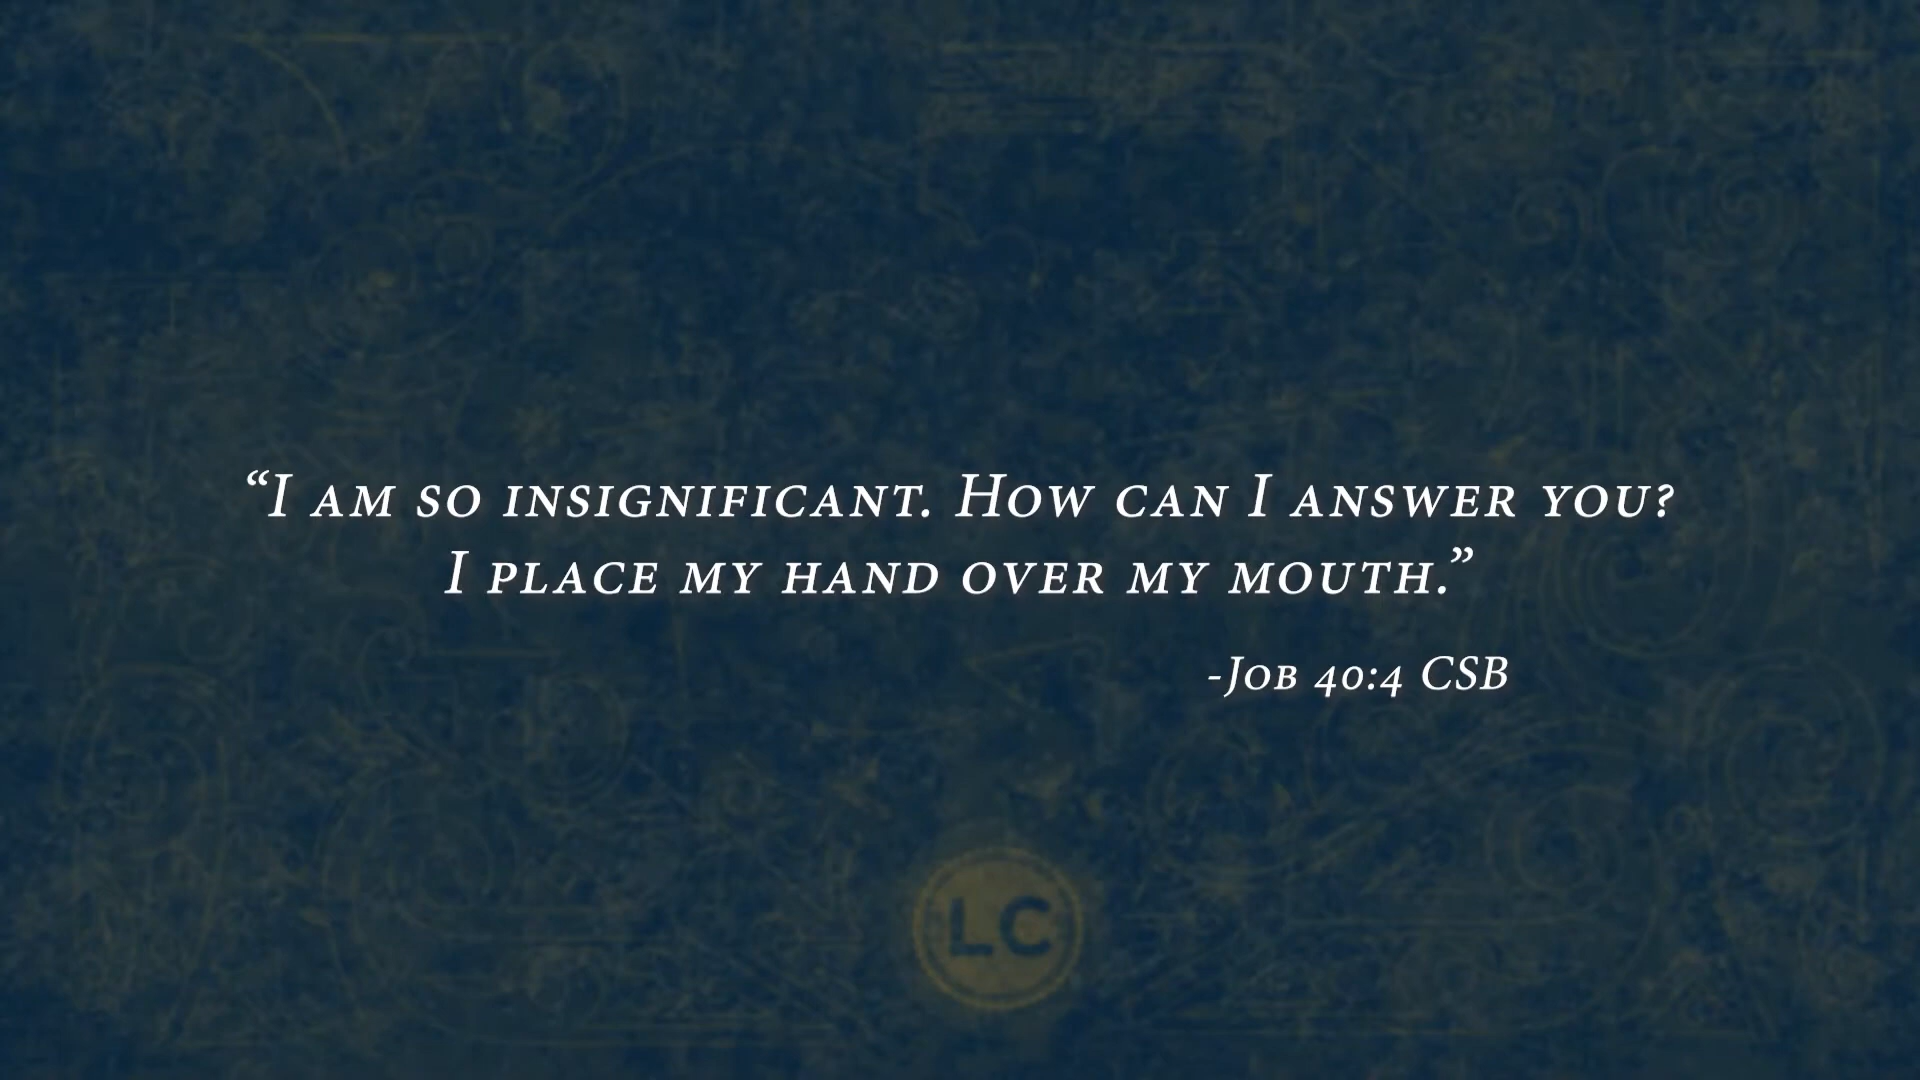 “I am so insignificant. How can I answer you?
I place my hand over my mouth.”
-Job 40:4 CSB
LC